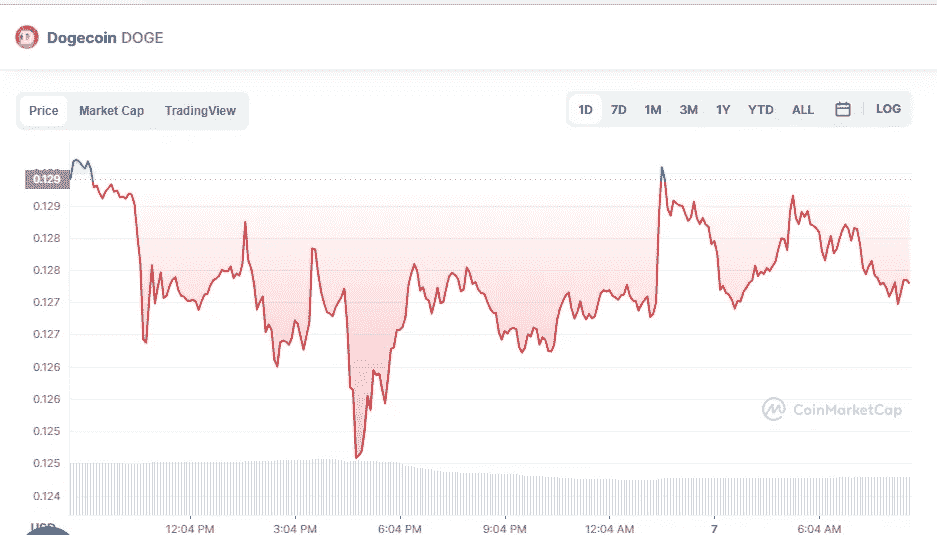 Dogecoin DOGE
Price Market Cap TradingView
1D 7D 1M 3M 1Y YTD ALL LOG
0.129
0.129
0.128
0.128
0.127
0.127
0.126
0.126
0.125
0.125
0.124
CoinMarketCap
USD
12:04 PM 3:04 PM 6:04 PM 9:04 PM 12:04 AM 7 6:04 AM